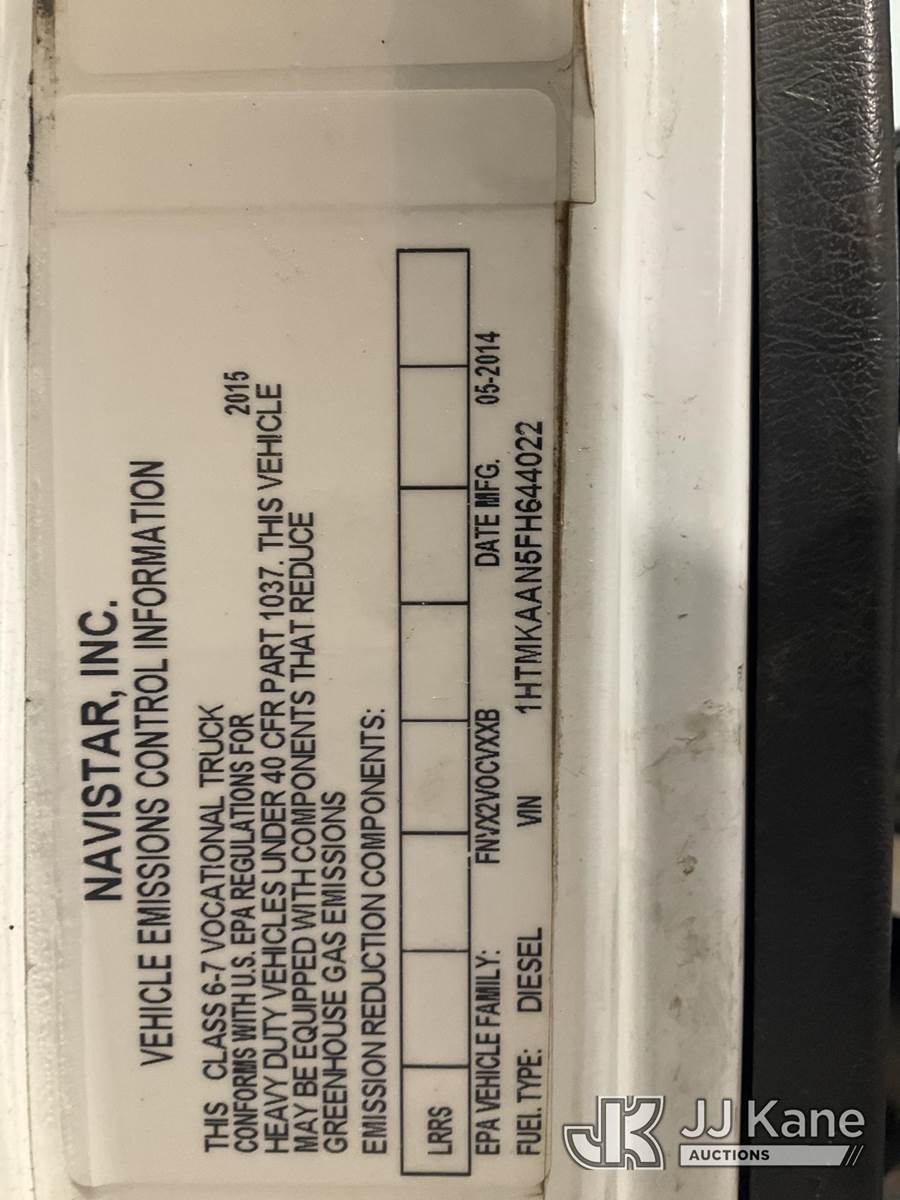 NAVISTAR, INC.
VEHICLE EMISSIONS CONTROL INFORMATION
THIS CLASS 6-7 VOCATIONAL TRUCK
CONFORMS WITH U.S. EPA REGULATIONS FOR 2015
HEAVY DUTY VEHICLES UNDER 40 CFR PART 1037. THIS VEHICLE
MAY BE EQUIPPED WITH COMPONENTS THAT REDUCE
GREENHOUSE GAS EMISSIONS
EMISSION REDUCTION COMPONENTS:
LRRS
EPA VEHICLE FAMILY: FNVX2VOCVXXB DATE MFG. 05-2014
FUEL TYPE: DIESEL VIN 1HTMKAAN5FH644022
JK JJ Kane
AUCTIONS